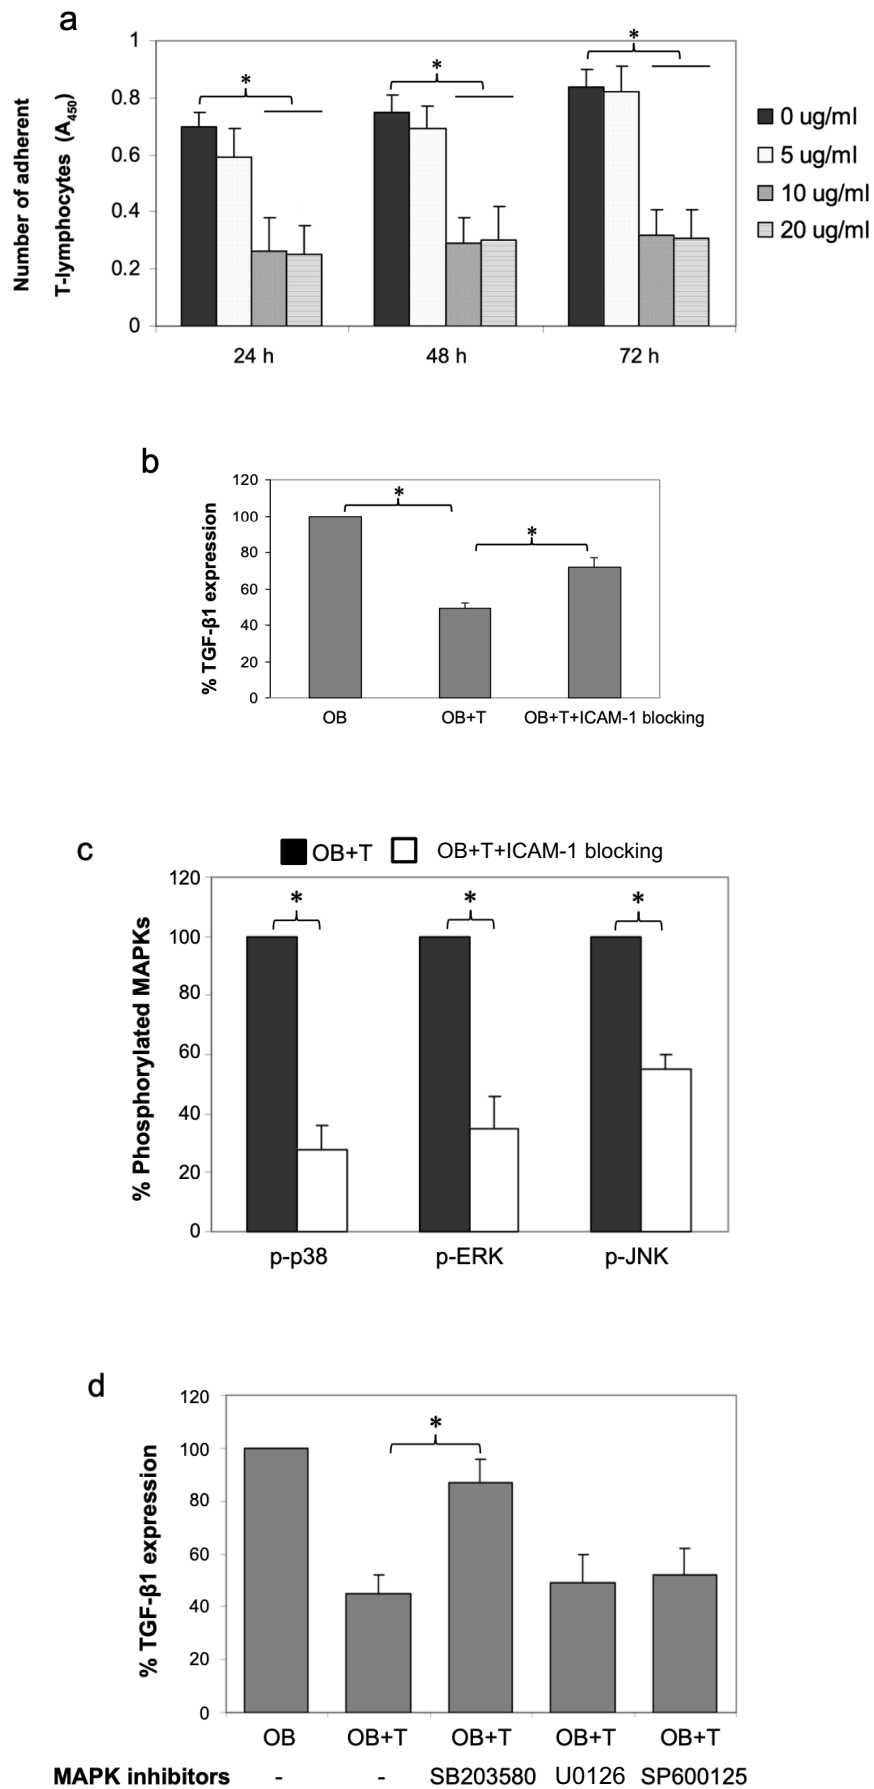 a
Number of adherent
T-lymphocytes (A450)
1
0.8
0.6
0.4
0.2
0
*
*
*
24 h
48 h
72 h
0 ug/ml
5 ug/ml
10 ug/ml
20 ug/ml
b
% TGF-β1 expression
120
100
80
60
40
20
0
*
*
OB
OB+T
OB+T+ICAM-1 blocking
c
OB+T
OB+T+ICAM-1 blocking
% Phosphorylated MAPKs
120
100
80
60
40
20
0
*
*
*
p-p38
p-ERK
p-JNK
d
% TGF-β1 expression
120
100
80
60
40
20
0
*
OB
OB+T
OB+T
OB+T
OB+T
MAPK inhibitors - - SB203580 U0126 SP600125